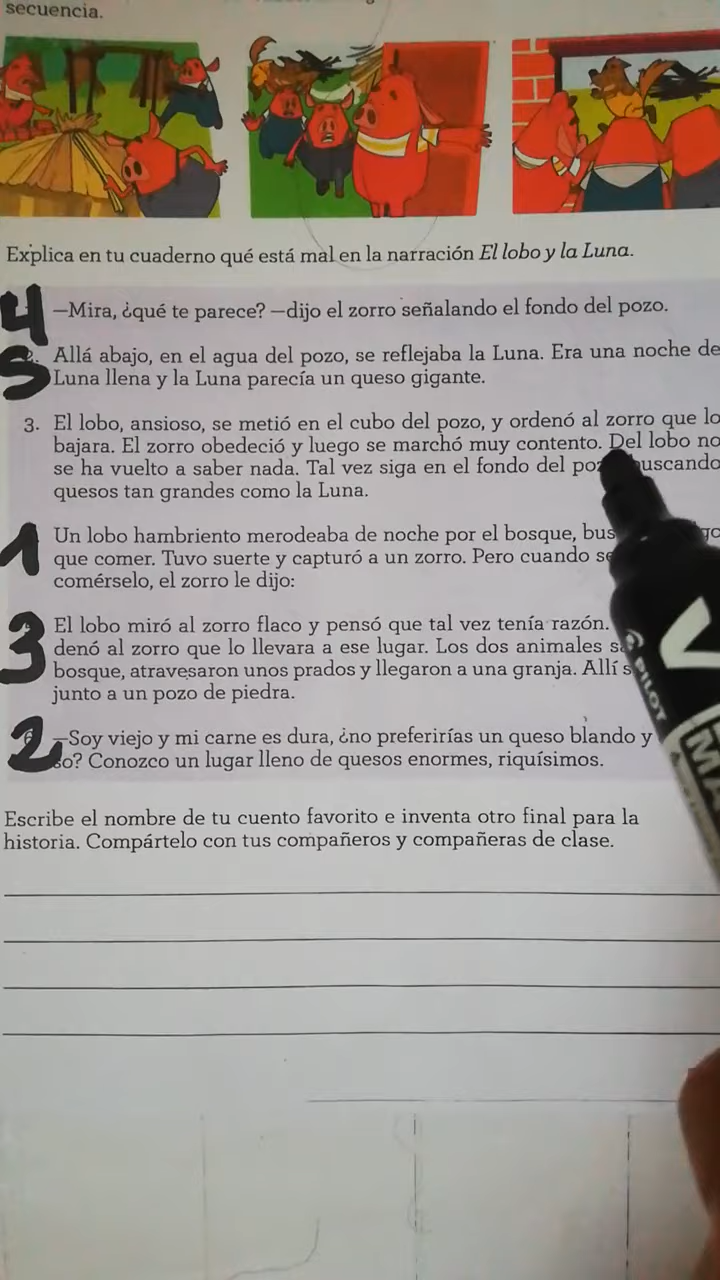 secuencia.
Explica en tu cuaderno qué está mal en la narración El lobo y la Luna.
4 —Mira, ¿qué te parece? —dijo el zorro señalando el fondo del pozo.
5 Allá abajo, en el agua del pozo, se reflejaba la Luna. Era una noche de
Luna llena y la Luna parecía un queso gigante.
3. El lobo, ansioso, se metió en el cubo del pozo, y ordenó al zorro que lo
bajara. El zorro obedeció y luego se marchó muy contento. Del lobo no
se ha vuelto a saber nada. Tal vez siga en el fondo del buscando
quesos tan grandes como la Luna.
1 Un lobo hambriento merodeaba de noche por el bosque,
que comer. Tuvo suerte y capturó a un zorro. Pero cuando
comérselo, el zorro le dijo:
3 El lobo miró al zorro flaco y pensó que tal vez tenía razón.
denó al zorro que lo llevara a ese lugar. Los dos animales
bosque, atravesaron unos prados y llegaron a una granja. Allí
junto a un pozo de piedra.
2 —Soy viejo y mi carne es dura, ¿no preferirías un queso blando y
so? Conozco un lugar lleno de quesos enormes, riquísimos.
Escribe el nombre de tu cuento favorito e inventa otro final para la
historia. Compártelo con tus compañeros y compañeras de clase.
PILOT